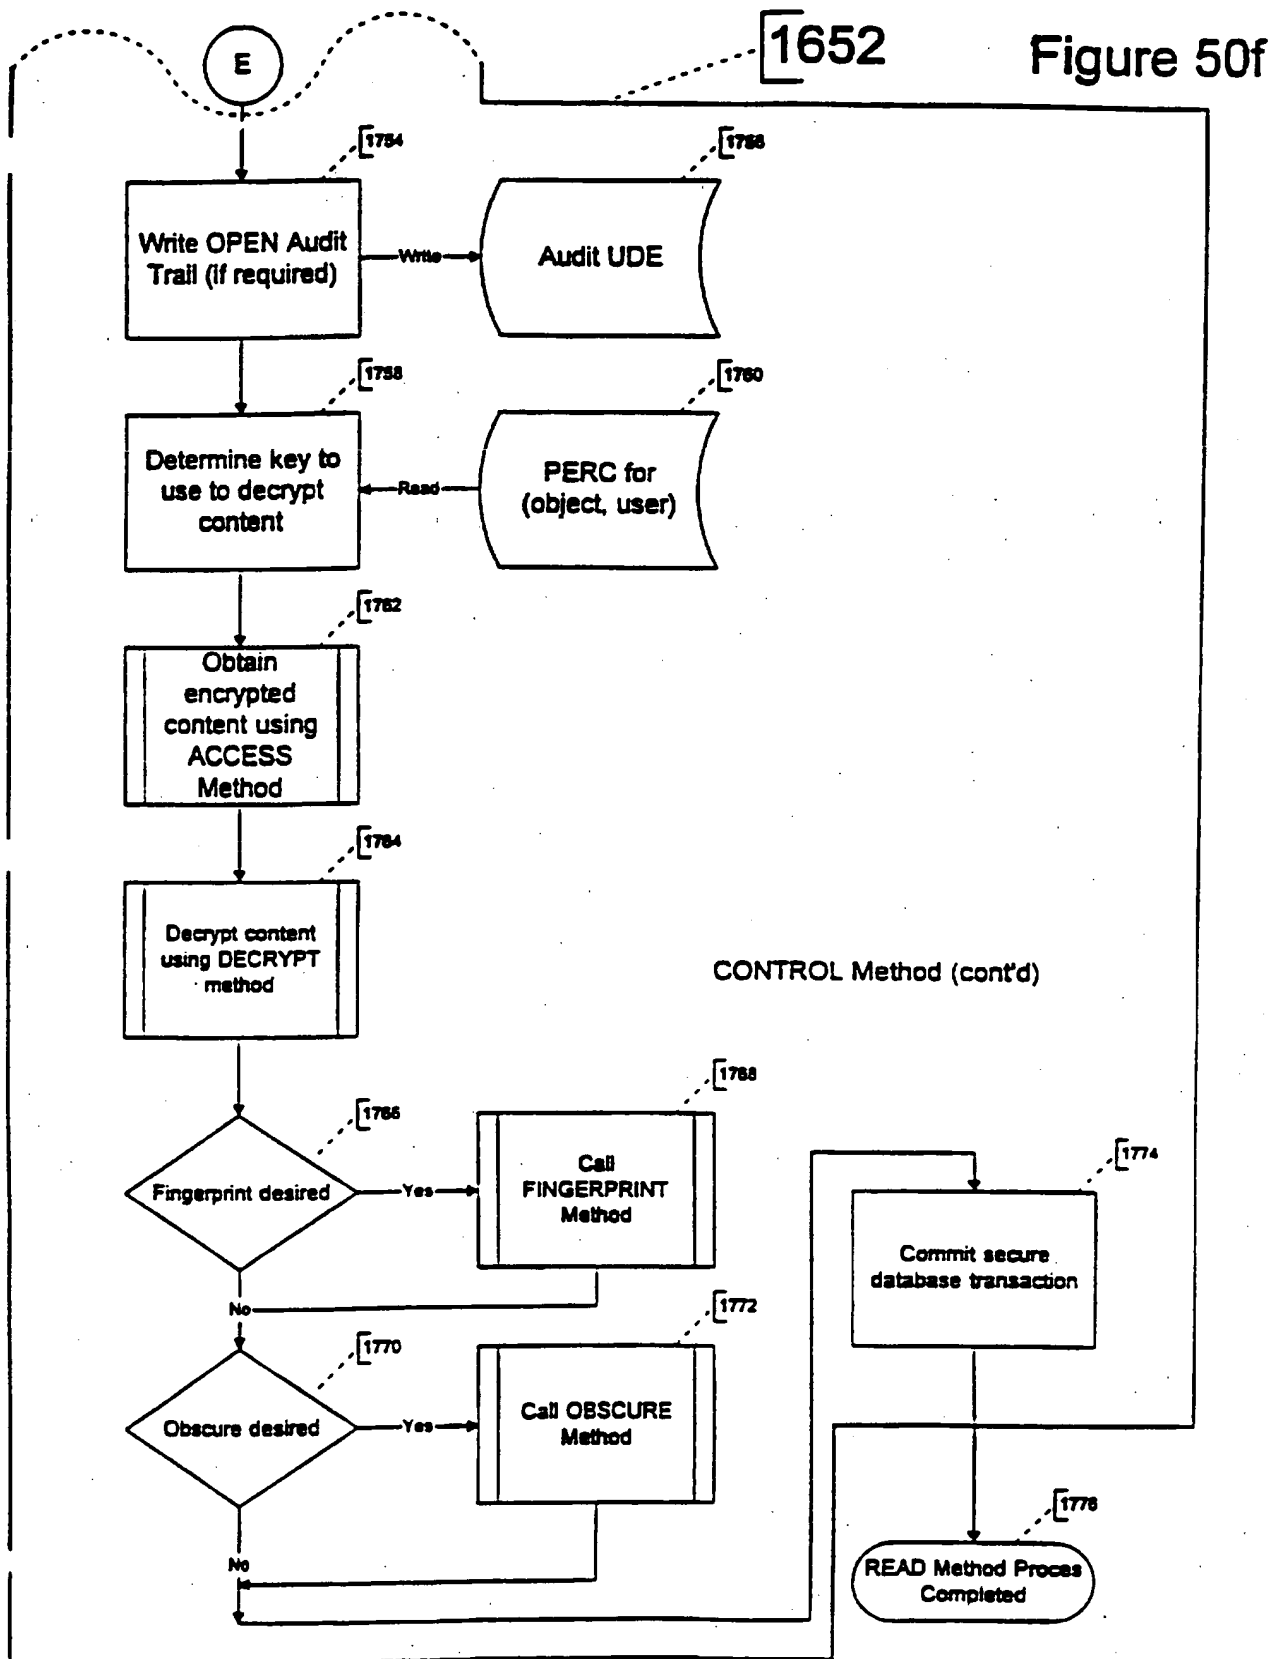 E
1652
Figure 50f
1754
1756
Write OPEN Audit
Trail (if required)
Write
Audit UDE
1758
1760
Determine key to
use to decrypt
content
Read
PERC for
(object, user)
1762
Obtain
encrypted
content using
ACCESS
Method
1764
Decrypt content
using DECRYPT
method
CONTROL Method (cont'd)
1766
1768
Fingerprint desired
Yes
Call
FINGERPRINT
Method
1774
Commit secure
database transaction
No
1770
1772
Obscure desired
Yes
Call OBSCURE
Method
No
1776
READ Method Proces
Completed